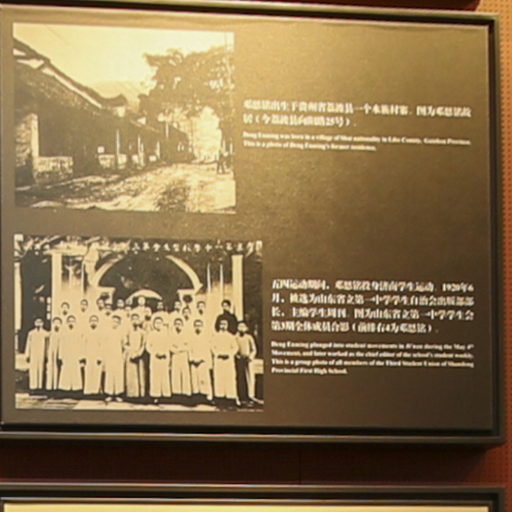 邓恩铭出生于贵州省荔波县一个水族村寨。图为邓恩铭故
居（今荔波县向阳路25号）
Deng Enming was born in a village of Shui nationality in Libo County, Guizhou Province.
This is a photo of Deng Enming's former residence.
五四运动期间，邓恩铭投身济南学生运动。1920年6
月，被选为山东省立第一中学学生自治会出版部部
长，主编学生周刊。图为山东省立第一中学学生会
第3期全体成员合影（前排右4为邓恩铭）。
Deng Enming plunged into student movements in Ji'nan during the May 4th
Movement, and later worked as the chief editor of the school's student weekly.
This is a group photo of all members of the Third Student Union of Shandong
Provincial First High School.